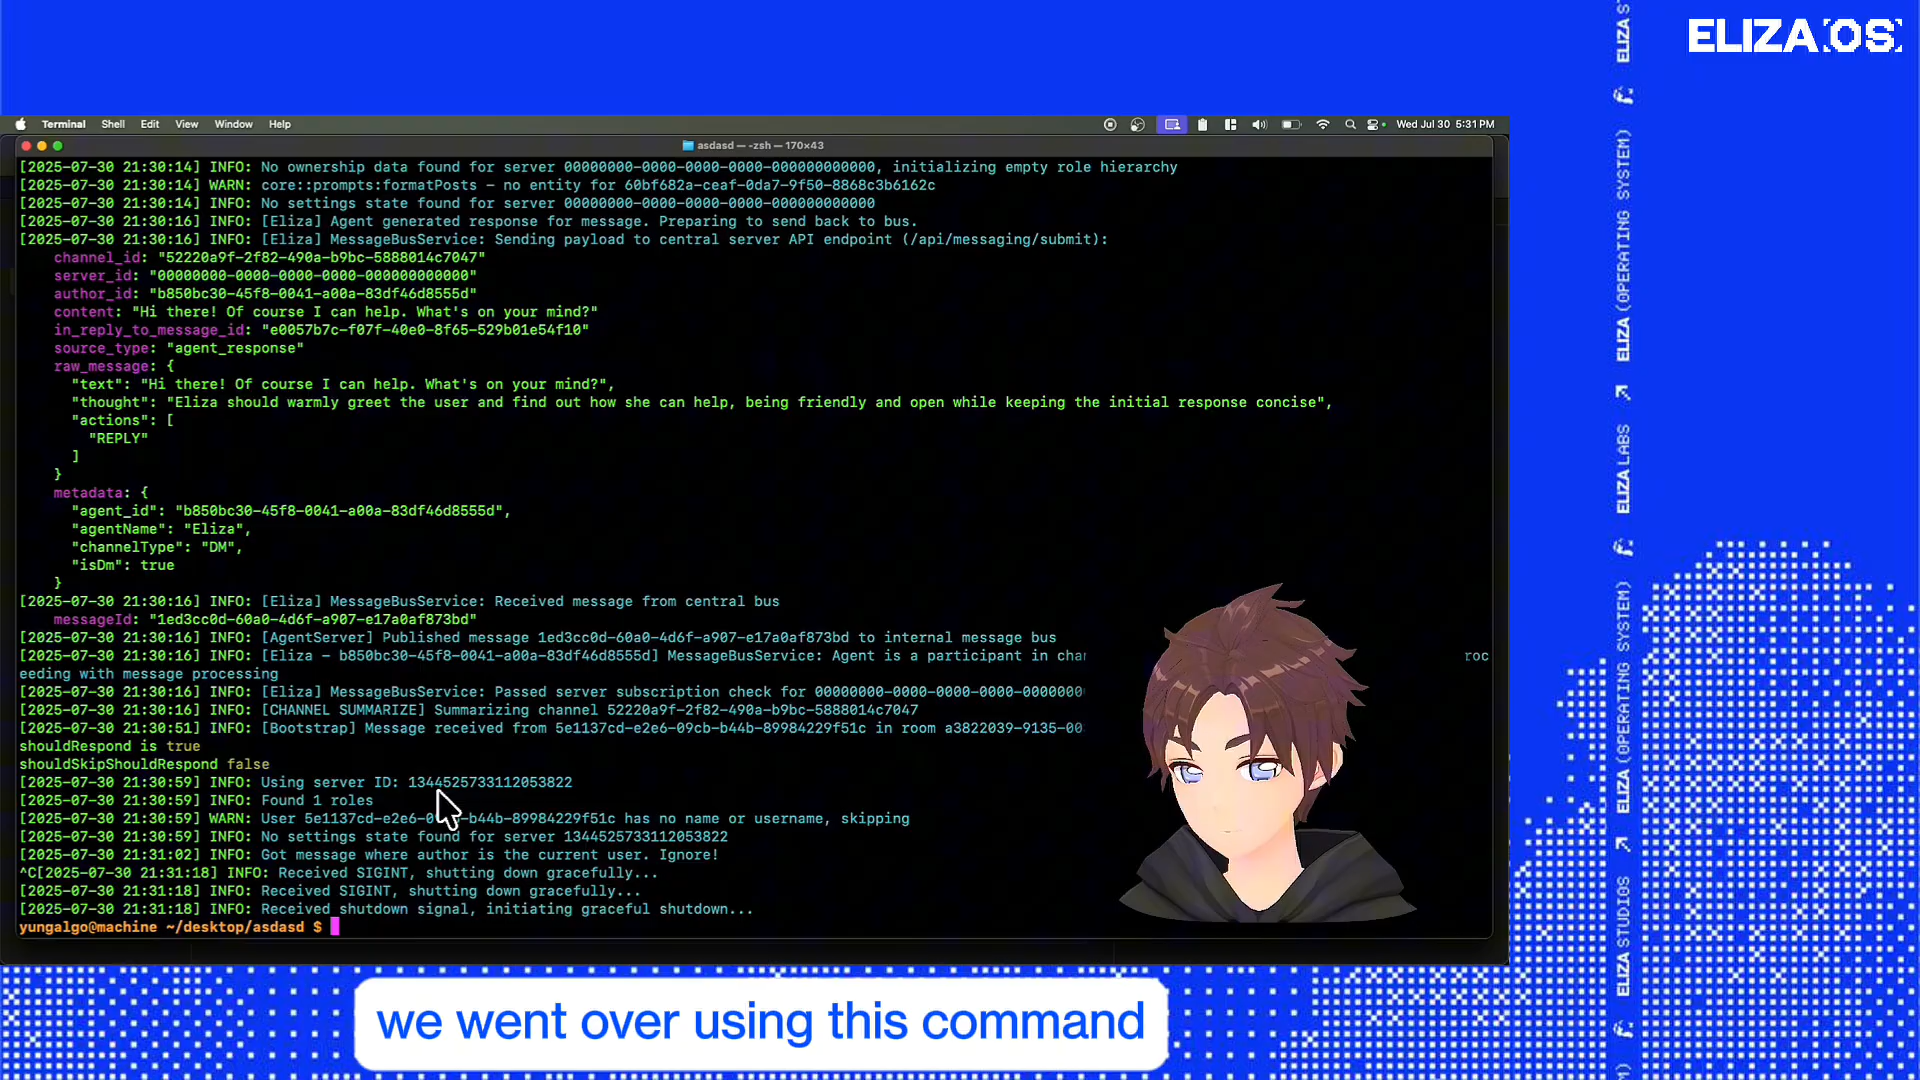 ELIZA OS
Terminal Shell Edit View Window Help Wed Jul 30 5:31 PM
asdasd — -zsh — 170×43
[2025-07-30 21:30:14] INFO: No ownership data found for server 00000000-0000-0000-0000-000000000000, initializing empty role hierarchy
[2025-07-30 21:30:14] WARN: core::prompts:formatPosts - no entity for 60bf682a-ceaf-0da7-9f50-8868c3b6162c
[2025-07-30 21:30:14] INFO: No settings state found for server 00000000-0000-0000-0000-000000000000
[2025-07-30 21:30:16] INFO: [Eliza] Agent generated response for message. Preparing to send back to bus.
[2025-07-30 21:30:16] INFO: [Eliza] MessageBusService: Sending payload to central server API endpoint (/api/messaging/submit):
channel_id: "52220a9f-2f82-490a-b9bc-5888014c7047"
server_id: "00000000-0000-0000-0000-000000000000"
author_id: "b850bc30-45f8-0041-a00a-83df46d8555d"
content: "Hi there! Of course I can help. What's on your mind?"
in_reply_to_message_id: "e0057b7c-f07f-40e0-8f65-529b01e54f10"
source_type: "agent_response"
raw_message: {
"text": "Hi there! Of course I can help. What's on your mind?",
"thought": "Eliza should warmly greet the user and find out how she can help, being friendly and open while keeping the initial response concise",
"actions": [
"REPLY"
]
}
metadata: {
"agent_id": "b850bc30-45f8-0041-a00a-83df46d8555d",
"agentName": "Eliza",
"channelType": "DM",
"isDm": true
}
[2025-07-30 21:30:16] INFO: [Eliza] MessageBusService: Received message from central bus
messageId: "1ed3cc0d-60a0-4d6f-a907-e17a0af873bd"
[2025-07-30 21:30:16] INFO: [AgentServer] Published message 1ed3cc0d-60a0-4d6f-a907-e17a0af873bd to internal message bus
[2025-07-30 21:30:16] INFO: [Eliza - b850bc30-45f8-0041-a00a-83df46d8555d] MessageBusService: Agent is a participant in cha roc
eeding with message processing
[2025-07-30 21:30:16] INFO: [Eliza] MessageBusService: Passed server subscription check for 00000000-0000-0000-0000-00000000
[2025-07-30 21:30:16] INFO: [CHANNEL SUMMARIZE] Summarizing channel 52220a9f-2f82-490a-b9bc-5888014c7047
[2025-07-30 21:30:51] INFO: [Bootstrap] Message received from 5e1137cd-e2e6-09cb-b44b-89984229f51c in room a3822039-9135-00
shouldRespond is true
shouldSkipShouldRespond false
[2025-07-30 21:30:59] INFO: Using server ID: 1344525733112053822
[2025-07-30 21:30:59] INFO: Found 1 roles
[2025-07-30 21:30:59] WARN: User 5e1137cd-e2e6-0 -b44b-89984229f51c has no name or username, skipping
[2025-07-30 21:30:59] INFO: No settings state found for server 1344525733112053822
[2025-07-30 21:31:02] INFO: Got message where author is the current user. Ignore!
^C[2025-07-30 21:31:18] INFO: Received SIGINT, shutting down gracefully...
[2025-07-30 21:31:18] INFO: Received SIGINT, shutting down gracefully...
[2025-07-30 21:31:18] INFO: Received shutdown signal, initiating graceful shutdown...
yungalgo@machine ~/desktop/asdasd $
we went over using this command
ELIZA STUDIOS
ELIZA (OPERATING SYSTEM)
ELIZA LABS
ELIZA (OPERATING SYSTEM)
ELIZA ST